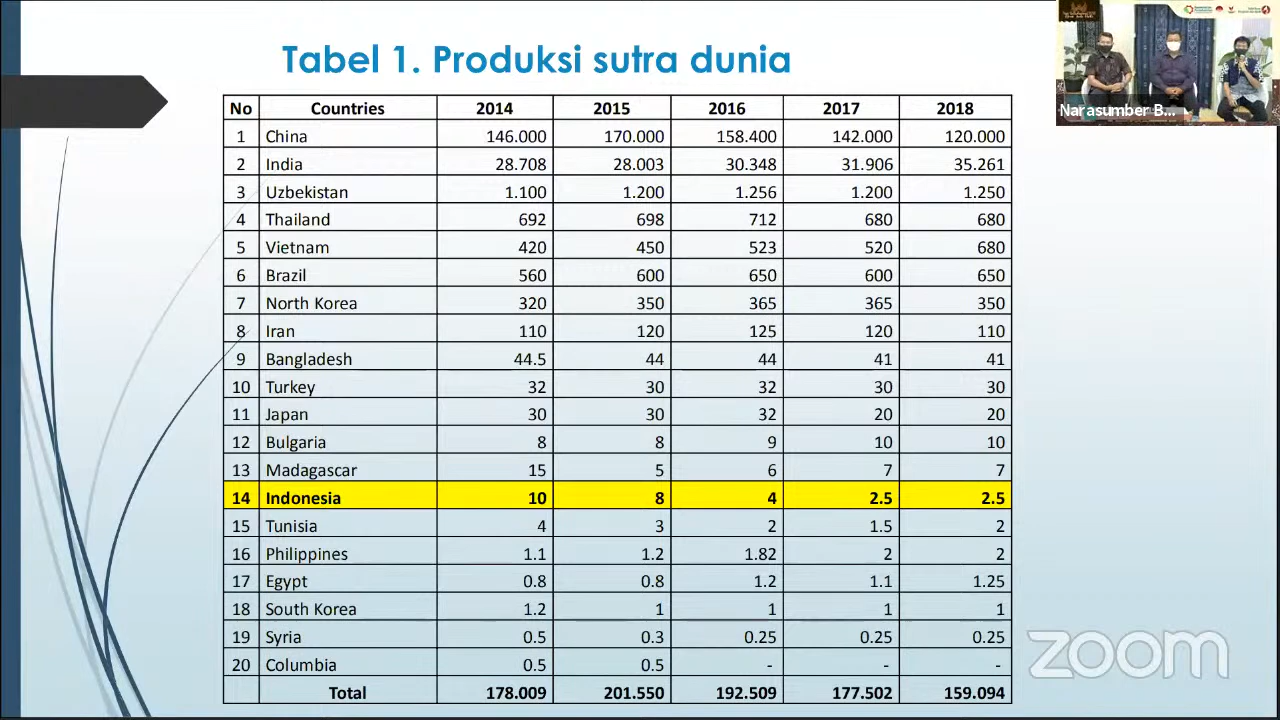 Tabel 1. Produksi sutra dunia
No Countries 2014 2015 2016 2017 2018
1 China 146.000 170.000 158.400 142.000 120.000
2 India 28.708 28.003 30.348 31.906 35.261
3 Uzbekistan 1.100 1.200 1.256 1.200 1.250
4 Thailand 692 698 712 680 680
5 Vietnam 420 450 523 520 680
6 Brazil 560 600 650 600 650
7 North Korea 320 350 365 365 350
8 Iran 110 120 125 120 110
9 Bangladesh 44.5 44 44 41 41
10 Turkey 32 30 32 30 30
11 Japan 30 30 32 20 20
12 Bulgaria 8 8 9 10 10
13 Madagascar 15 5 6 7 7
14 Indonesia 10 8 4 2.5 2.5
15 Tunisia 4 3 2 1.5 2
16 Philippines 1.1 1.2 1.82 2 2
17 Egypt 0.8 0.8 1.2 1.1 1.25
18 South Korea 1.2 1 1 1 1
19 Syria 0.5 0.3 0.25 0.25 0.25
20 Columbia 0.5 0.5 - - -
Total 178.009 201.550 192.509 177.502 159.094
Narasumber B...
zoom